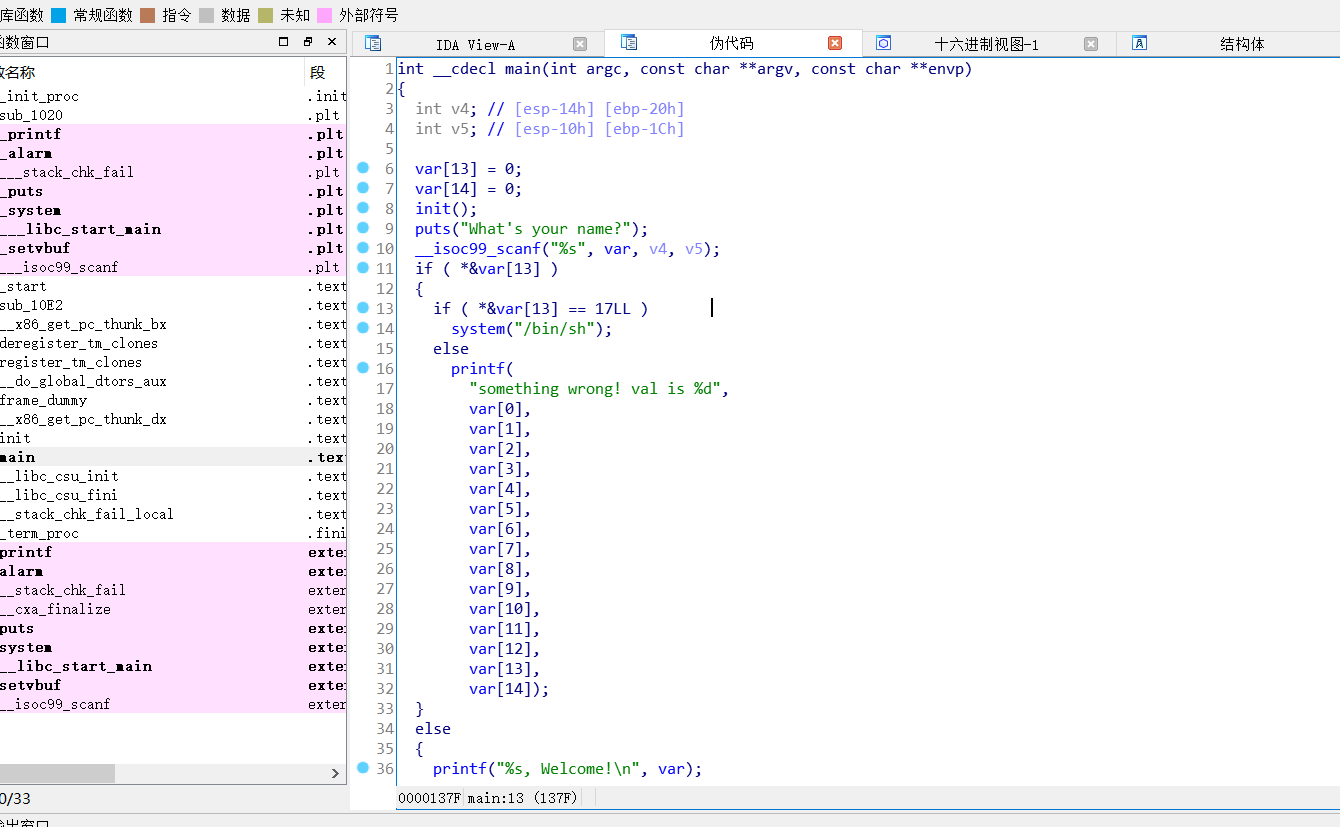 库函数 常规函数 指令 数据 未知 外部符号
函数窗口
IDA View-A 伪代码 十六进制视图-1 结构体
名称 段
_init_proc .init
sub_1020 .plt
_printf .plt
_alarm .plt
___stack_chk_fail .plt
_puts .plt
_system .plt
___libc_start_main .plt
_setvbuf .plt
___isoc99_scanf .plt
_start .text
sub_10E2 .text
__x86_get_pc_thunk_bx .text
deregister_tm_clones .text
register_tm_clones .text
__do_global_dtors_aux .text
frame_dummy .text
__x86_get_pc_thunk_dx .text
init .text
main .tex
__libc_csu_init .text
__libc_csu_fini .text
__stack_chk_fail_local .text
_term_proc .fini
printf exte
alarm exte
__stack_chk_fail exter
__cxa_finalize exter
puts exte
system exte
__libc_start_main exte
setvbuf exte
__isoc99_scanf exter
0/33
1 int __cdecl main(int argc, const char **argv, const char **envp)
2 {
3 int v4; // [esp-14h] [ebp-20h]
4 int v5; // [esp-10h] [ebp-1Ch]
5
6 var[13] = 0;
7 var[14] = 0;
8 init();
9 puts("What's your name?");
10 __isoc99_scanf("%s", var, v4, v5);
11 if ( *&var[13] )
12 {
13 if ( *&var[13] == 17LL )
14 system("/bin/sh");
15 else
16 printf(
17 "something wrong! val is %d",
18 var[0],
19 var[1],
20 var[2],
21 var[3],
22 var[4],
23 var[5],
24 var[6],
25 var[7],
26 var[8],
27 var[9],
28 var[10],
29 var[11],
30 var[12],
31 var[13],
32 var[14]);
33 }
34 else
35 {
36 printf("%s, Welcome!\n", var);
0000137F main:13 (137F)